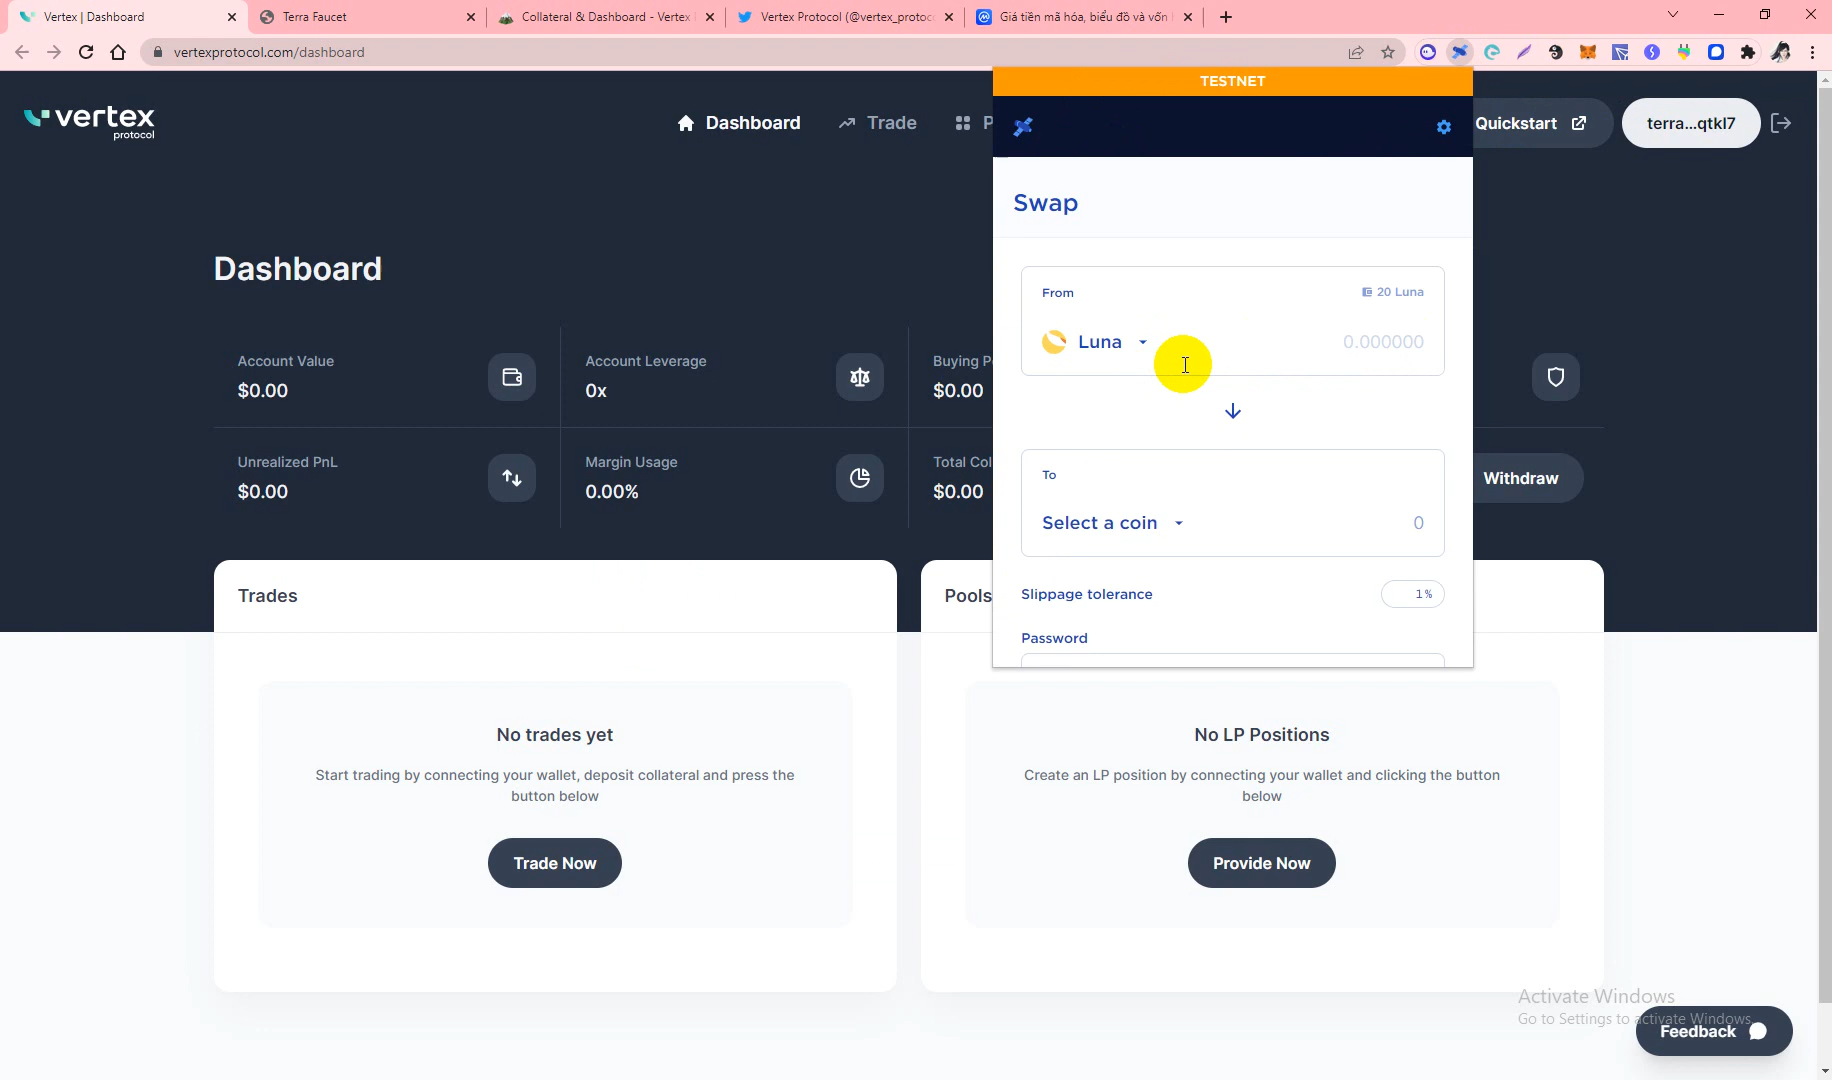 Vertex | Dashboard
Terra Faucet
Collateral & Dashboard - Vertex
Vertex Protocol (@vertex_protoc
Giá tiền mã hóa, biểu đồ và vốn
vertexprotocol.com/dashboard
TESTNET
vertex
protocol
Dashboard
Trade
P
Quickstart
terra...qtkl7
Swap
Dashboard
From
20 Luna
Luna
0.000000
Account Value
$0.00
Account Leverage
0x
Buying P
$0.00
Unrealized PnL
$0.00
Margin Usage
0.00%
Total Col
$0.00
To
Select a coin
0
Withdraw
Slippage tolerance
1%
Password
Trades
Pools
No trades yet
Start trading by connecting your wallet, deposit collateral and press the
button below
Trade Now
No LP Positions
Create an LP position by connecting your wallet and clicking the button
below
Provide Now
Activate Windows
Go to Settings to activate Windows.
Feedback